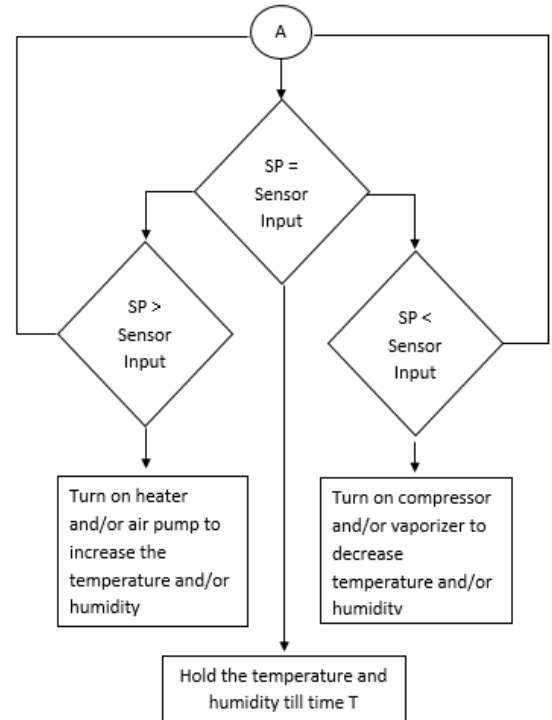 A
SP =
Sensor
Input
SP >
Sensor
Input
SP <
Sensor
Input
Turn on heater
and/or air pump to
increase the
temperature and/or
humidity
Turn on compressor
and/or vaporizer to
decrease
temperature and/or
humidity
Hold the temperature and
humidity till time T